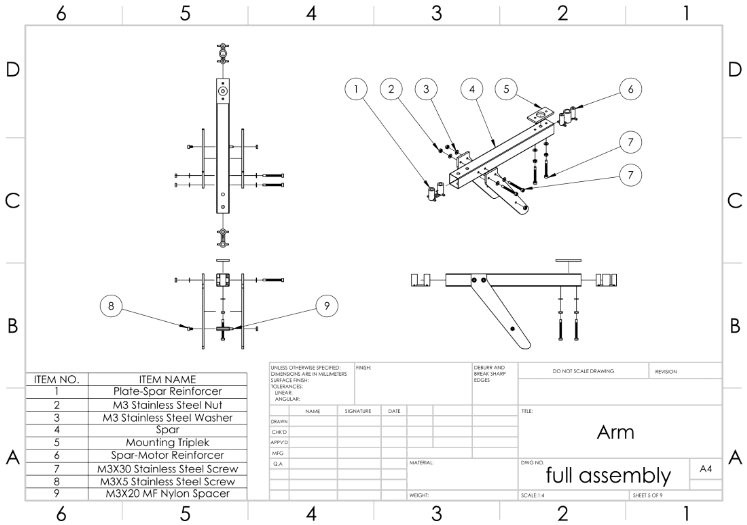 6 5 4 3 2 1
D D
1 2 3 4 5 6
7
C C
7
8 9
B B
ITEM NO. ITEM NAME
1 Plate-Spar Reinforcer
2 M3 Stainless Steel Nut
3 M3 Stainless Steel Washer
4 Spar
5 Mounting Triplek
6 Spar-Motor Reinforcer
7 M3X30 Stainless Steel Screw
8 M3X5 Stainless Steel Screw
9 M3X20 MF Nylon Spacer
UNLESS OTHERWISE SPECIFIED:
DIMENSIONS ARE IN MILLIMETERS
SURFACE FINISH:
TOLERANCES:
LINEAR:
ANGULAR:
FINISH:
DEBURR AND
BREAK SHARP
EDGES
DO NOT SCALE DRAWING
REVISION
NAME SIGNATURE DATE
DRAWN
CHK'D
APPV'D
MFG
Q.A
MATERIAL:
WEIGHT:
TITLE:
Arm
DWG NO.
full assembly
A4
SCALE:1:4
SHEET 5 OF 9
A A
6 5 4 3 2 1